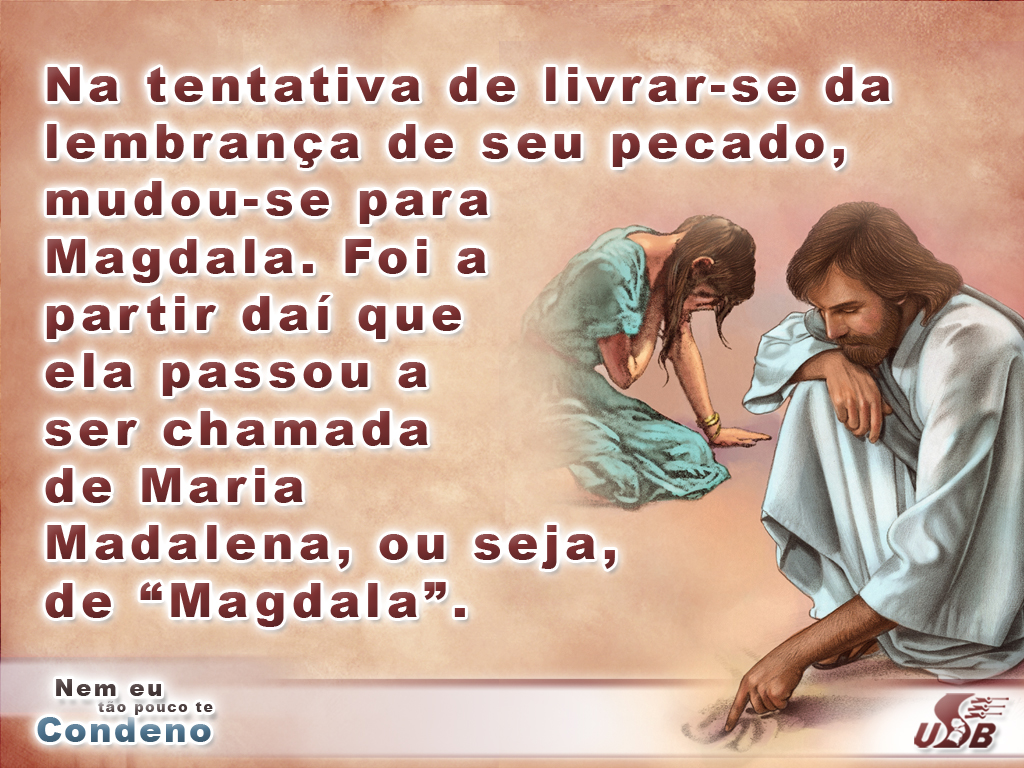 Na tentativa de livrar-se da
lembrança de seu pecado,
mudou-se para
Magdala. Foi a
partir daí que
ela passou a
ser chamada
de Maria
Madalena, ou seja,
de “Magdala”.
Nem eu
tão pouco te
Condeno
USB